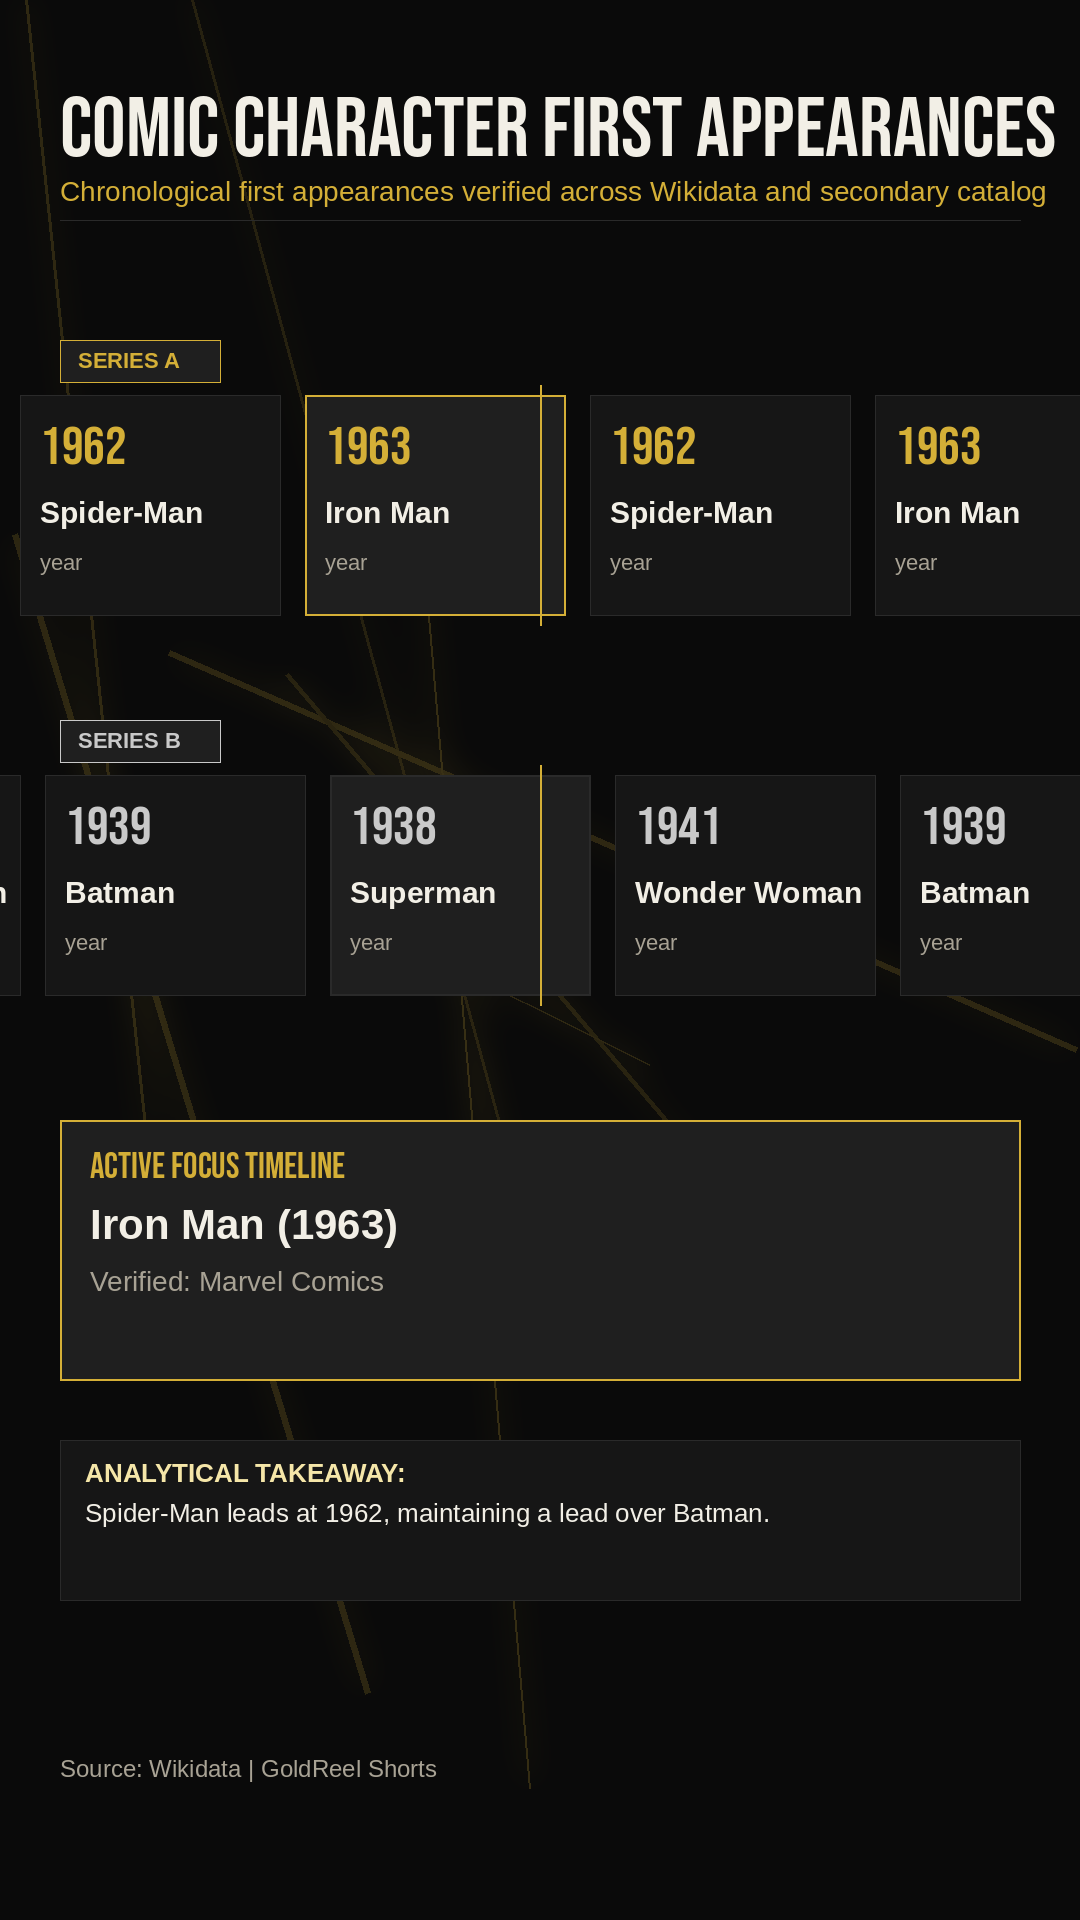 COMIC CHARACTER FIRST APPEARANCES
Chronological first appearances verified across Wikidata and secondary catalog
SERIES A
1962 1963 1962 1963
Spider-Man Iron Man Spider-Man Iron Man
year year year year
SERIES B
1939 1938 1941 1939
n Batman Superman Wonder Woman Batman
year year year year
ACTIVE FOCUS TIMELINE
Iron Man (1963)
Verified: Marvel Comics
ANALYTICAL TAKEAWAY:
Spider-Man leads at 1962, maintaining a lead over Batman.
Source: Wikidata | GoldReel Shorts